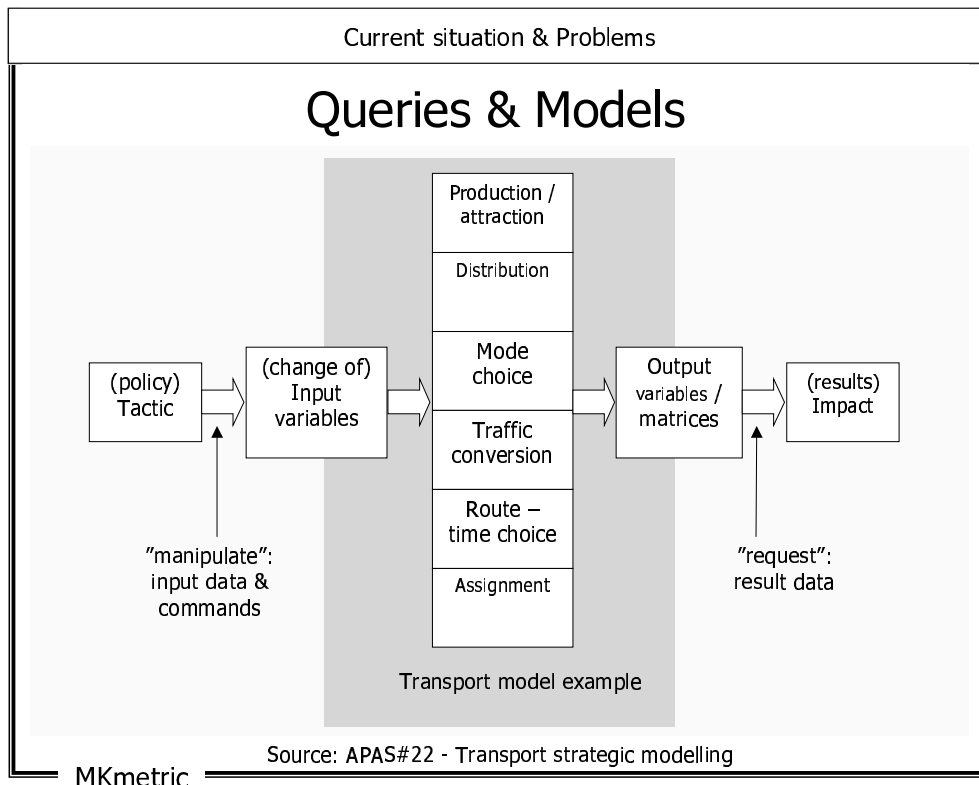 Current situation & Problems
Queries & Models
(policy)
Tactic
(change of)
Input
variables
Production /
attraction
Distribution
Mode
choice
Traffic
conversion
Route –
time choice
Assignment
Output
variables /
matrices
(results)
Impact
”manipulate”:
input data &
commands
”request”:
result data
Transport model example
Source: APAS#22 - Transport strategic modelling
MKmetric